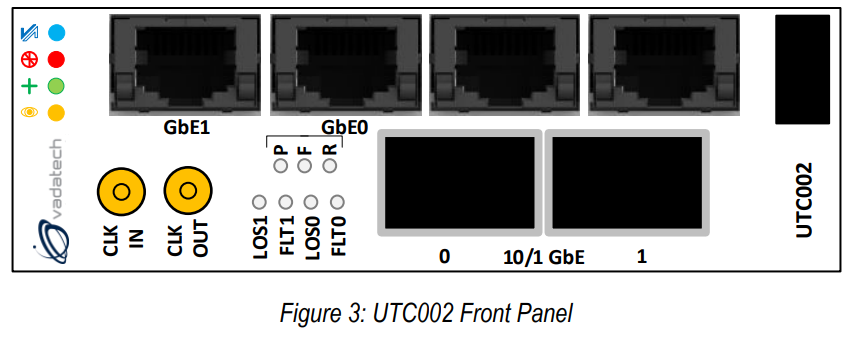 GbE1
GbE0
P
F
R
vadatech
CLK
IN
CLK
OUT
LOS1
FLT1
LOS0
FLT0
0
10/1 GbE
1
UTC002
Figure 3: UTC002 Front Panel